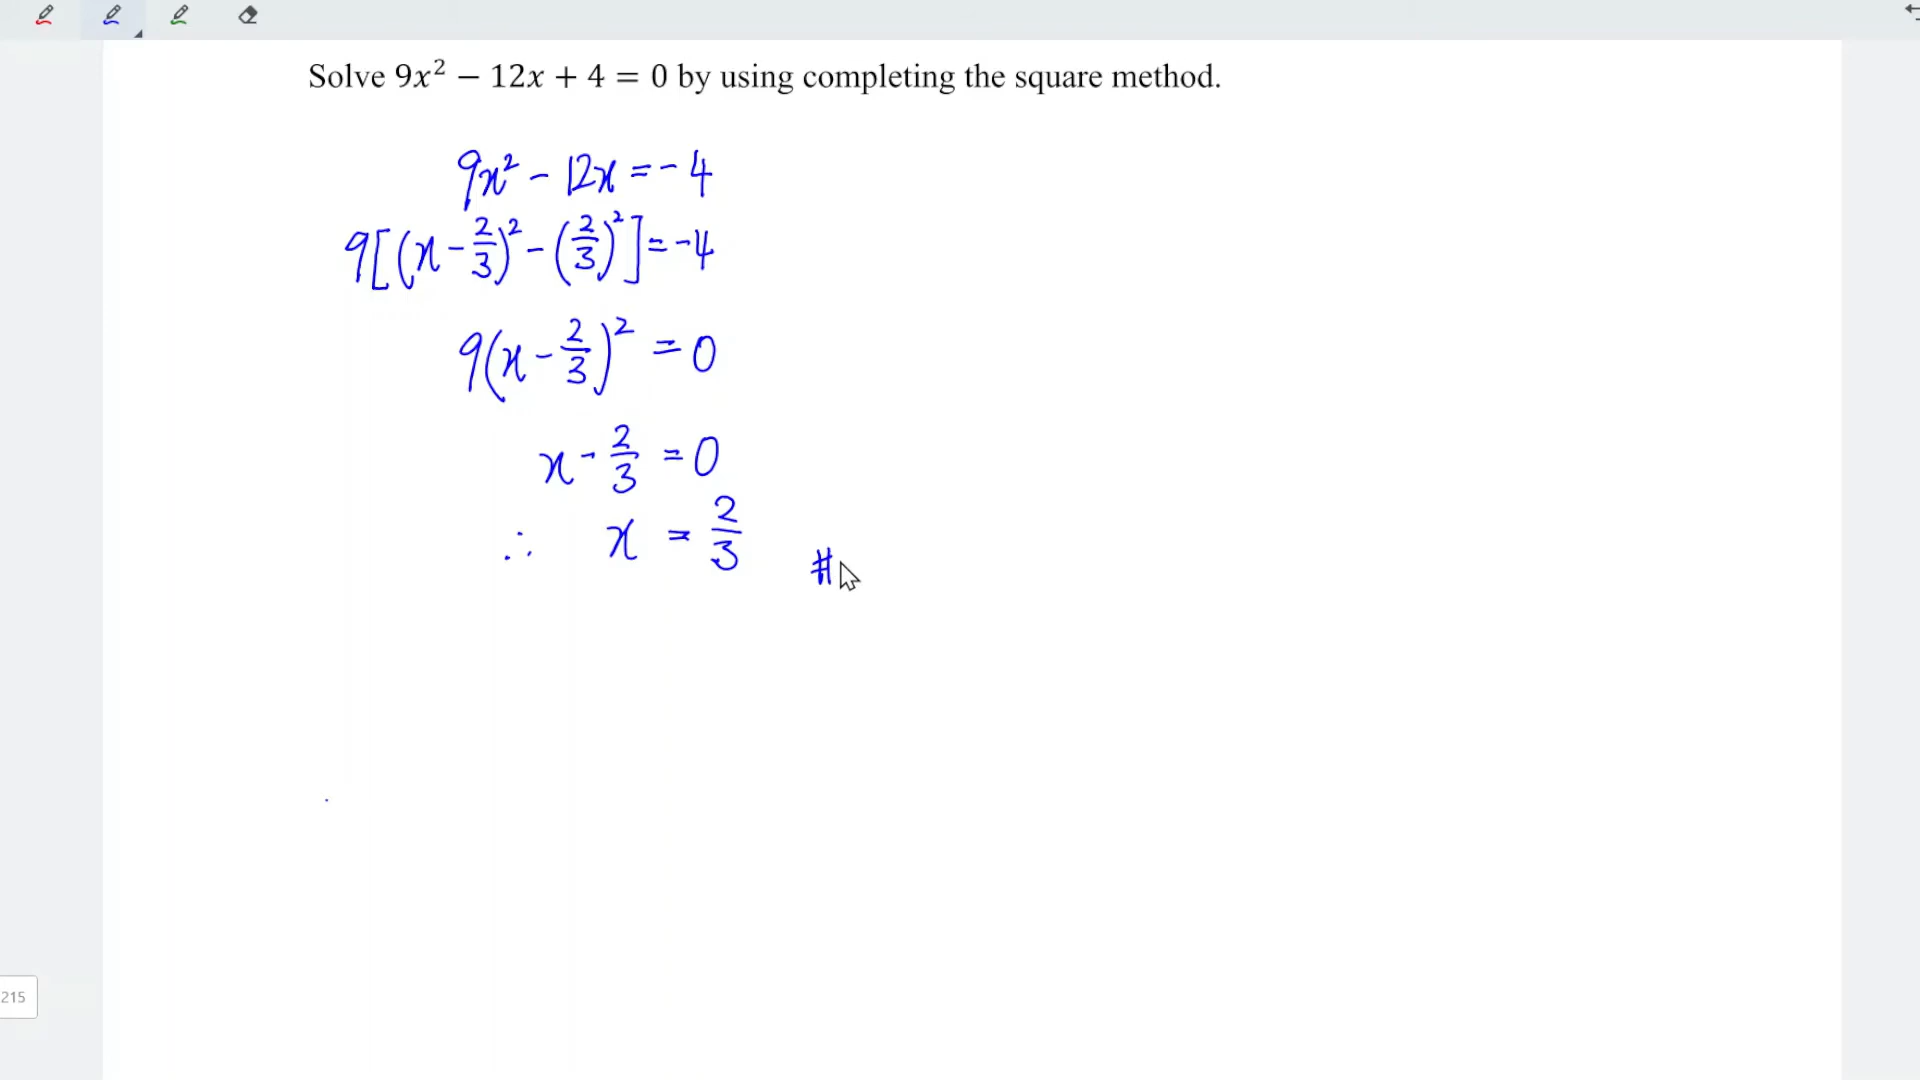 Solve 9x² − 12x + 4 = 0 by using completing the square method.
9x² - 12x = -4
9[(x - 2/3)² - (2/3)²] = -4
9(x - 2/3)² = 0
x - 2/3 = 0
∴ x = 2/3 #
215